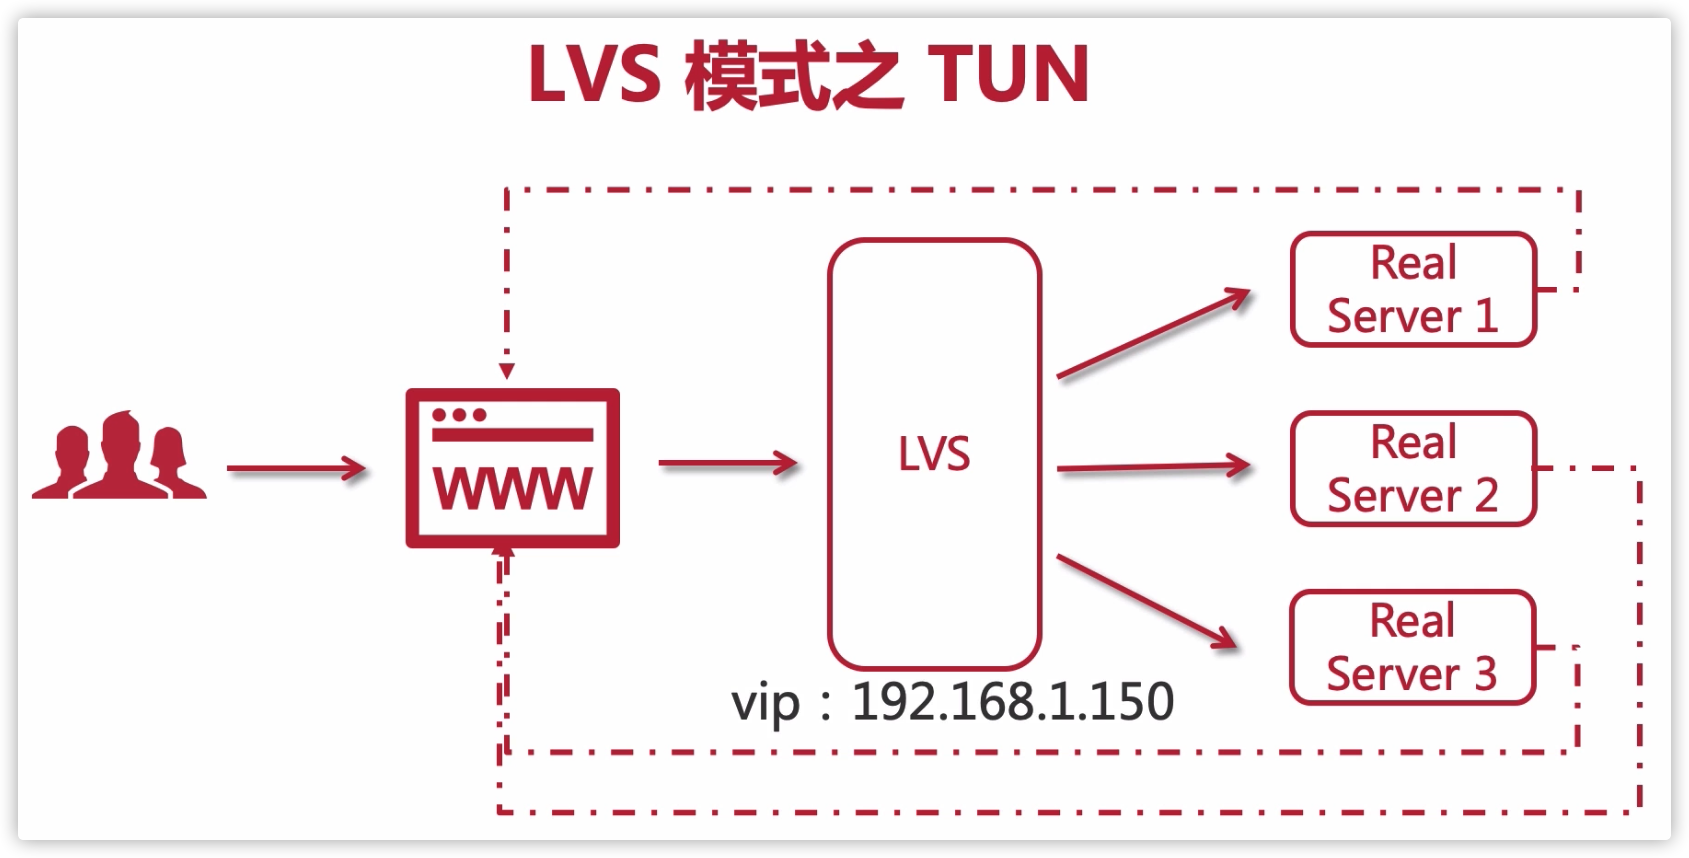 LVS 模式之 TUN
Real
Server 1
WWW
LVS
Real
Server 2
Real
Server 3
vip：192.168.1.150